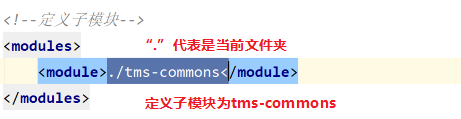 <!--定义子模块-->
<modules> “.”代表是当前文件夹
<module>./tms-commons</module>
</modules> 定义子模块为tms-commons